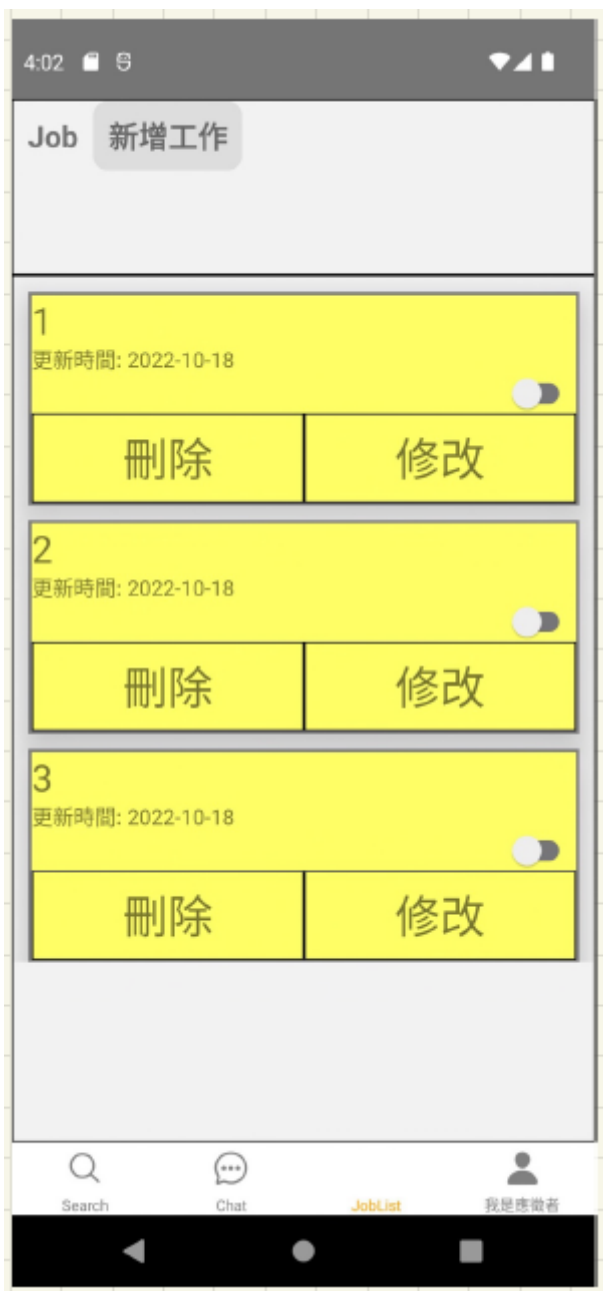 4:02
Job 新增工作
1
更新時間: 2022-10-18
刪除 修改
2
更新時間: 2022-10-18
刪除 修改
3
更新時間: 2022-10-18
刪除 修改
Search Chat JobList 我是應徵者